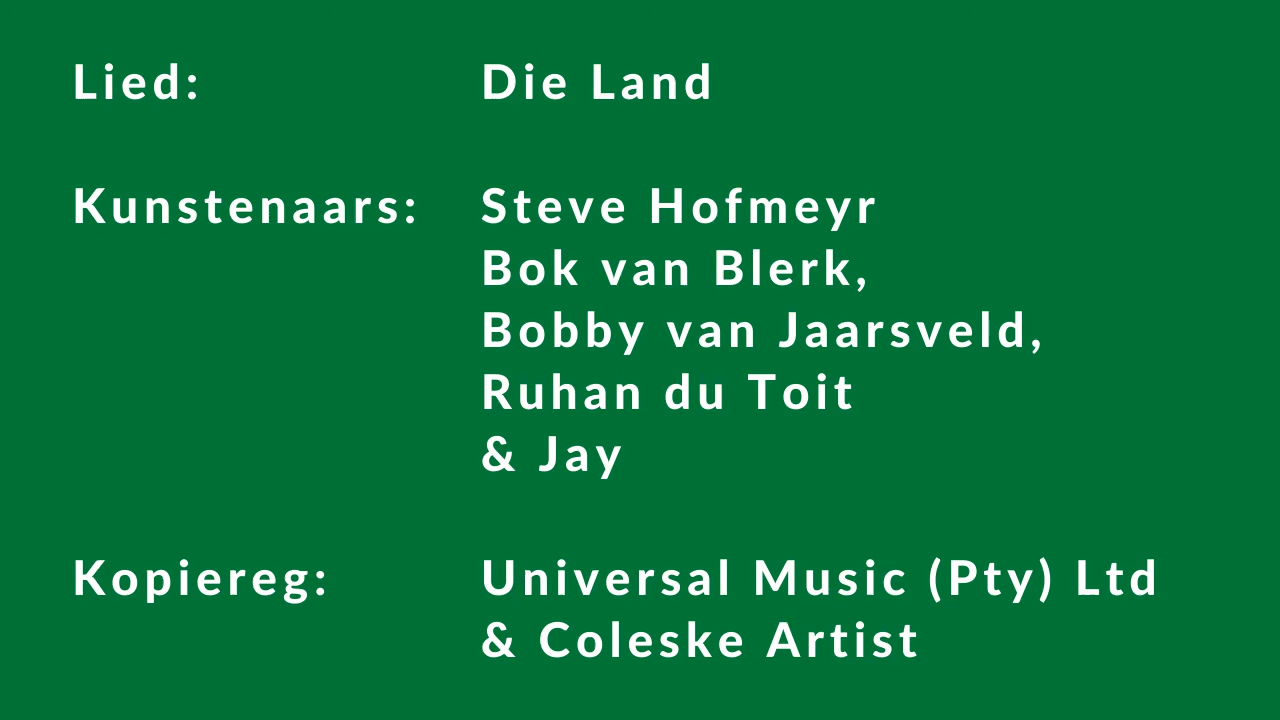 Lied: Die Land
Kunstenaars: Steve Hofmeyr
Bok van Blerk,
Bobby van Jaarsveld,
Ruhan du Toit
& Jay
Kopiereg: Universal Music (Pty) Ltd
& Coleske Artist